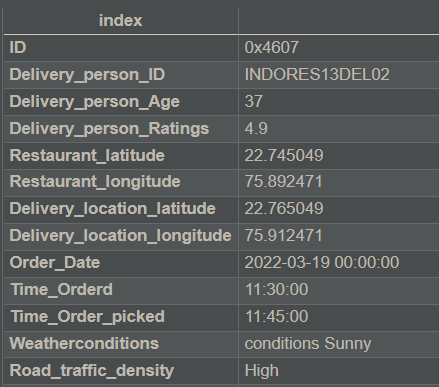 index
ID 0x4607
Delivery_person_ID INDORES13DEL02
Delivery_person_Age 37
Delivery_person_Ratings 4.9
Restaurant_latitude 22.745049
Restaurant_longitude 75.892471
Delivery_location_latitude 22.765049
Delivery_location_longitude 75.912471
Order_Date 2022-03-19 00:00:00
Time_Orderd 11:30:00
Time_Order_picked 11:45:00
Weatherconditions conditions Sunny
Road_traffic_density High